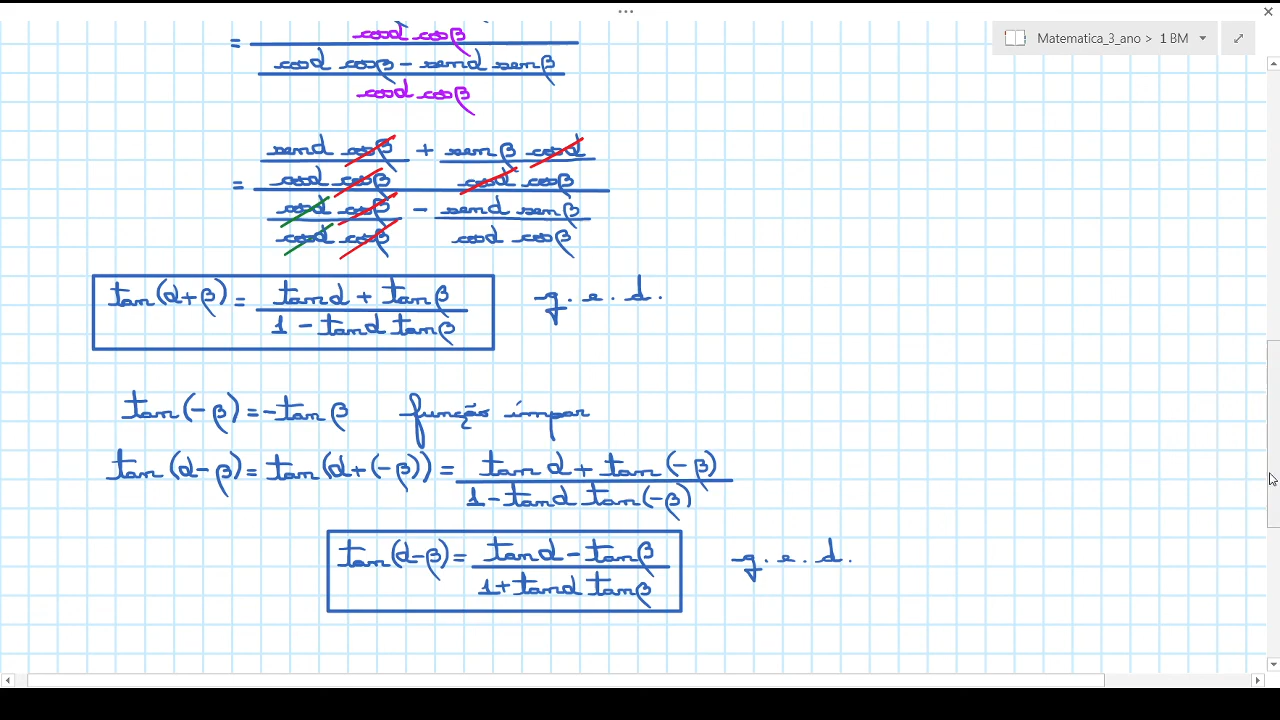 Matematica_3_ano > 1 BM
cosα cosβ
=
cosα cosβ - senα senβ
cosα cosβ
senα cosβ + senβ cosα
= cosα cosβ cosα cosβ
cosα cosβ - senα senβ
cosα cosβ cosα cosβ
tan(α+β) = tanα + tanβ q.e.d.
1 - tanα tanβ
tan(-β) = -tanβ função ímpar
tan(α-β) = tan(α+(-β)) = tanα + tan(-β)
1 - tanα tan(-β)
tan(α-β) = tanα - tanβ q.e.d.
1 + tanα tanβ